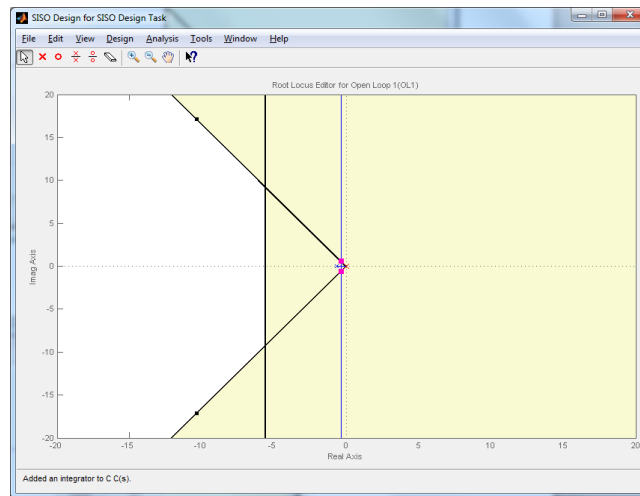 SISO Design for SISO Design Task
File Edit View Design Analysis Tools Window Help
Root Locus Editor for Open Loop 1(OL1)
20
15
10
5
0
-5
-10
-15
-20
Imag Axis
-20 -15 -10 -5 0 5 10 15 20
Real Axis
Added an integrator to C C(s).